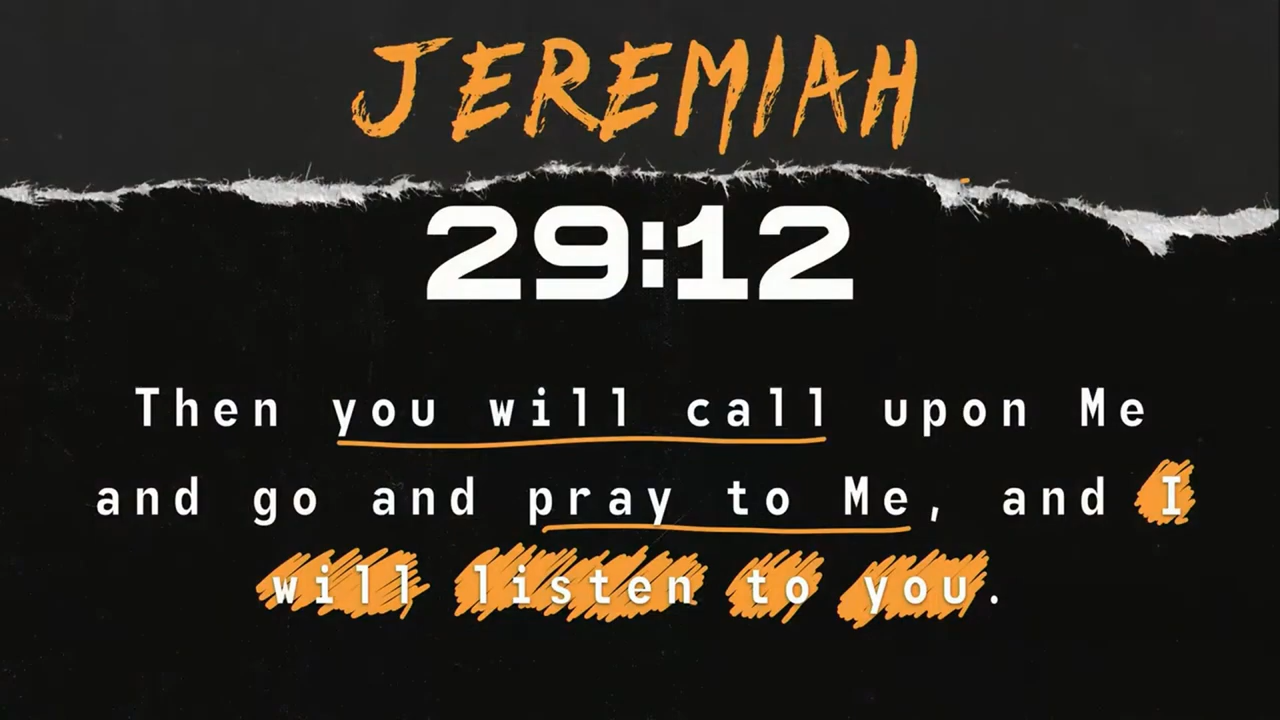 JEREMIAH
29:12
Then you will call upon Me
and go and pray to Me, and I
will listen to you.